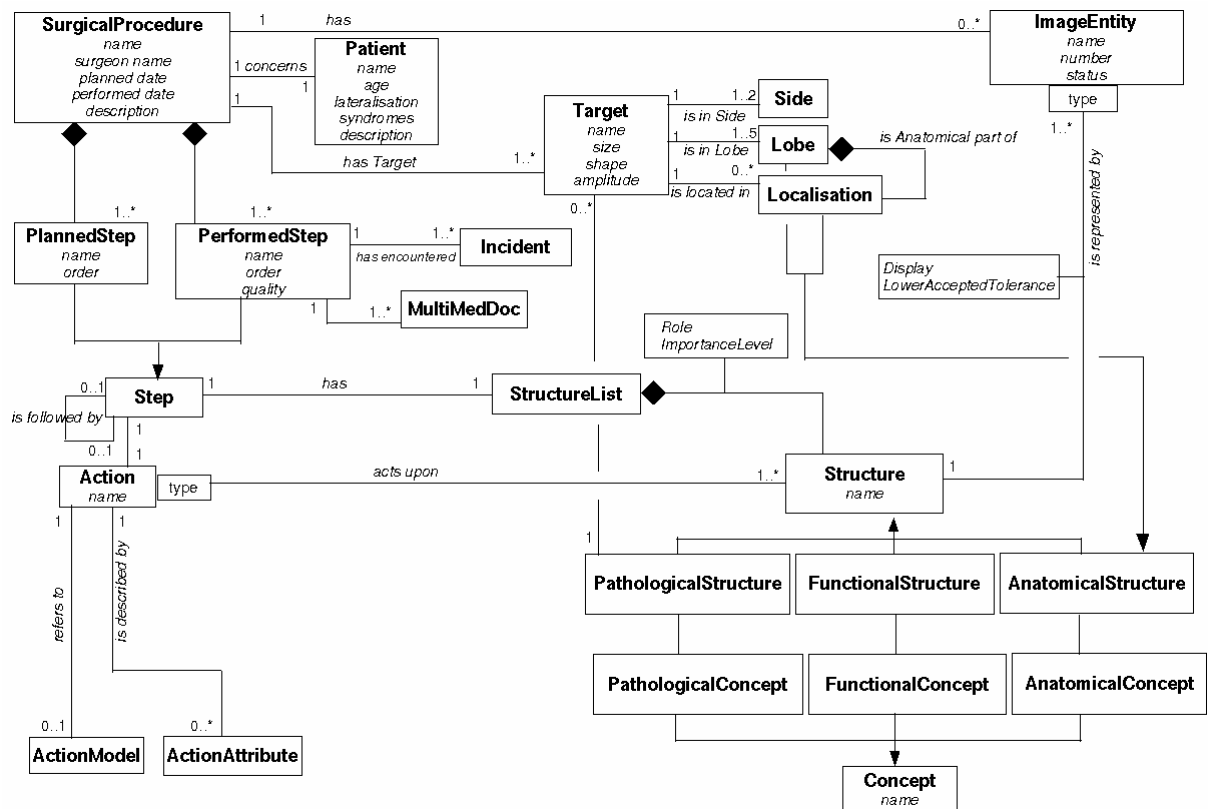 SurgicalProcedure
name
surgeon name
planned date
performed date
description
1
has
0..*
ImageEntity
name
number
status
type
1..*
1
concerns
1
Patient
name
age
lateralisation
syndromes
description
1
has Target
1..*
Target
name
size
shape
amplitude
0..*
1
1..2
is in Side
Side
1
1..5
is in Lobe
Lobe
is Anatomical part of
1
0..*
is located in
Localisation
is represented by
1..*
PlannedStep
name
order
1..*
PerformedStep
name
order
quality
1
1..*
has encountered
Incident
1
1..*
MultiMedDoc
Display
LowerAcceptedTolerance
Role
ImportanceLevel
0..1
is followed by
0..1
Step
1
has
1
StructureList
1
1
Action
name
type
acts upon
1..*
Structure
name
1
1
refers to
0..1
1
is described by
0..*
1
PathologicalStructure
FunctionalStructure
AnatomicalStructure
PathologicalConcept
FunctionalConcept
AnatomicalConcept
ActionModel
ActionAttribute
Concept
name